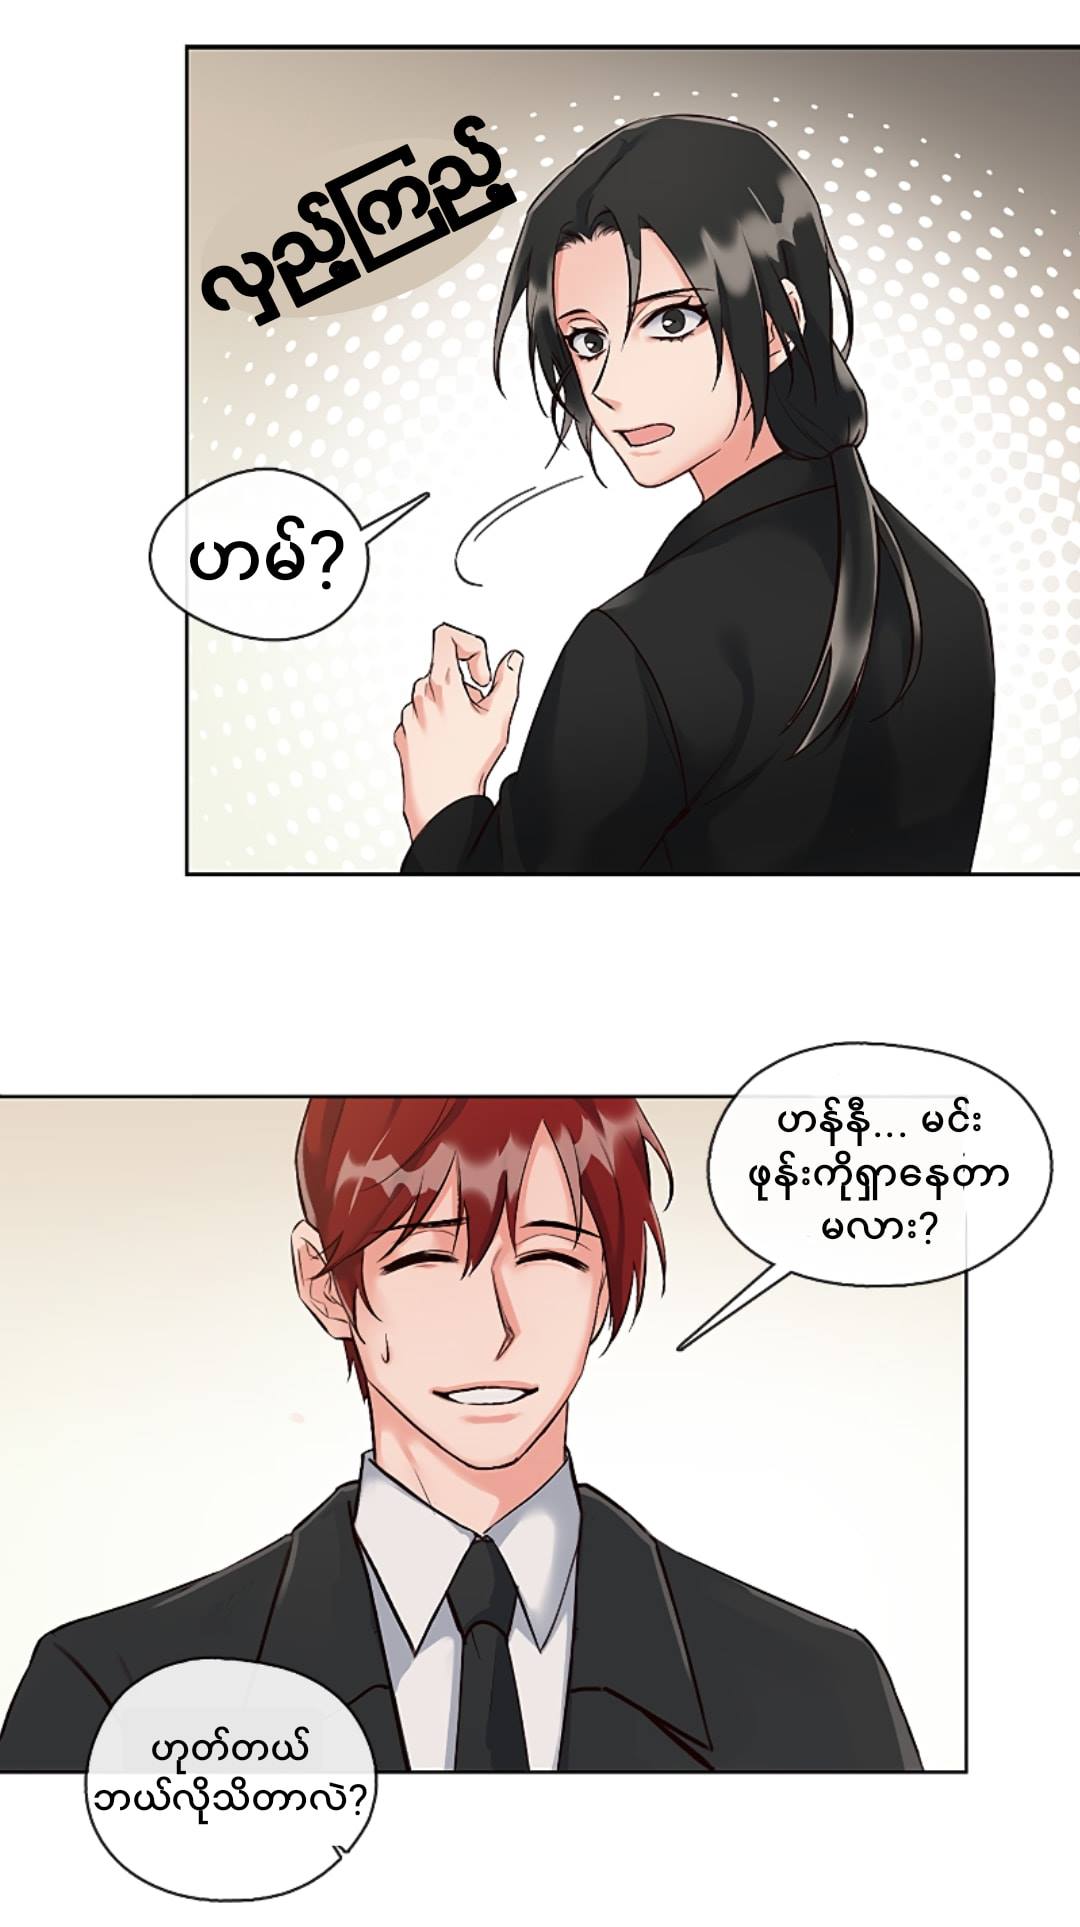 လှည့်ကြည့်
ဟမ်?
ဟန်နီ... မင်း
ဖုန်းကိုရှာနေတာ
မလား?
ဟုတ်တယ်
ဘယ်လိုသိတာလဲ?